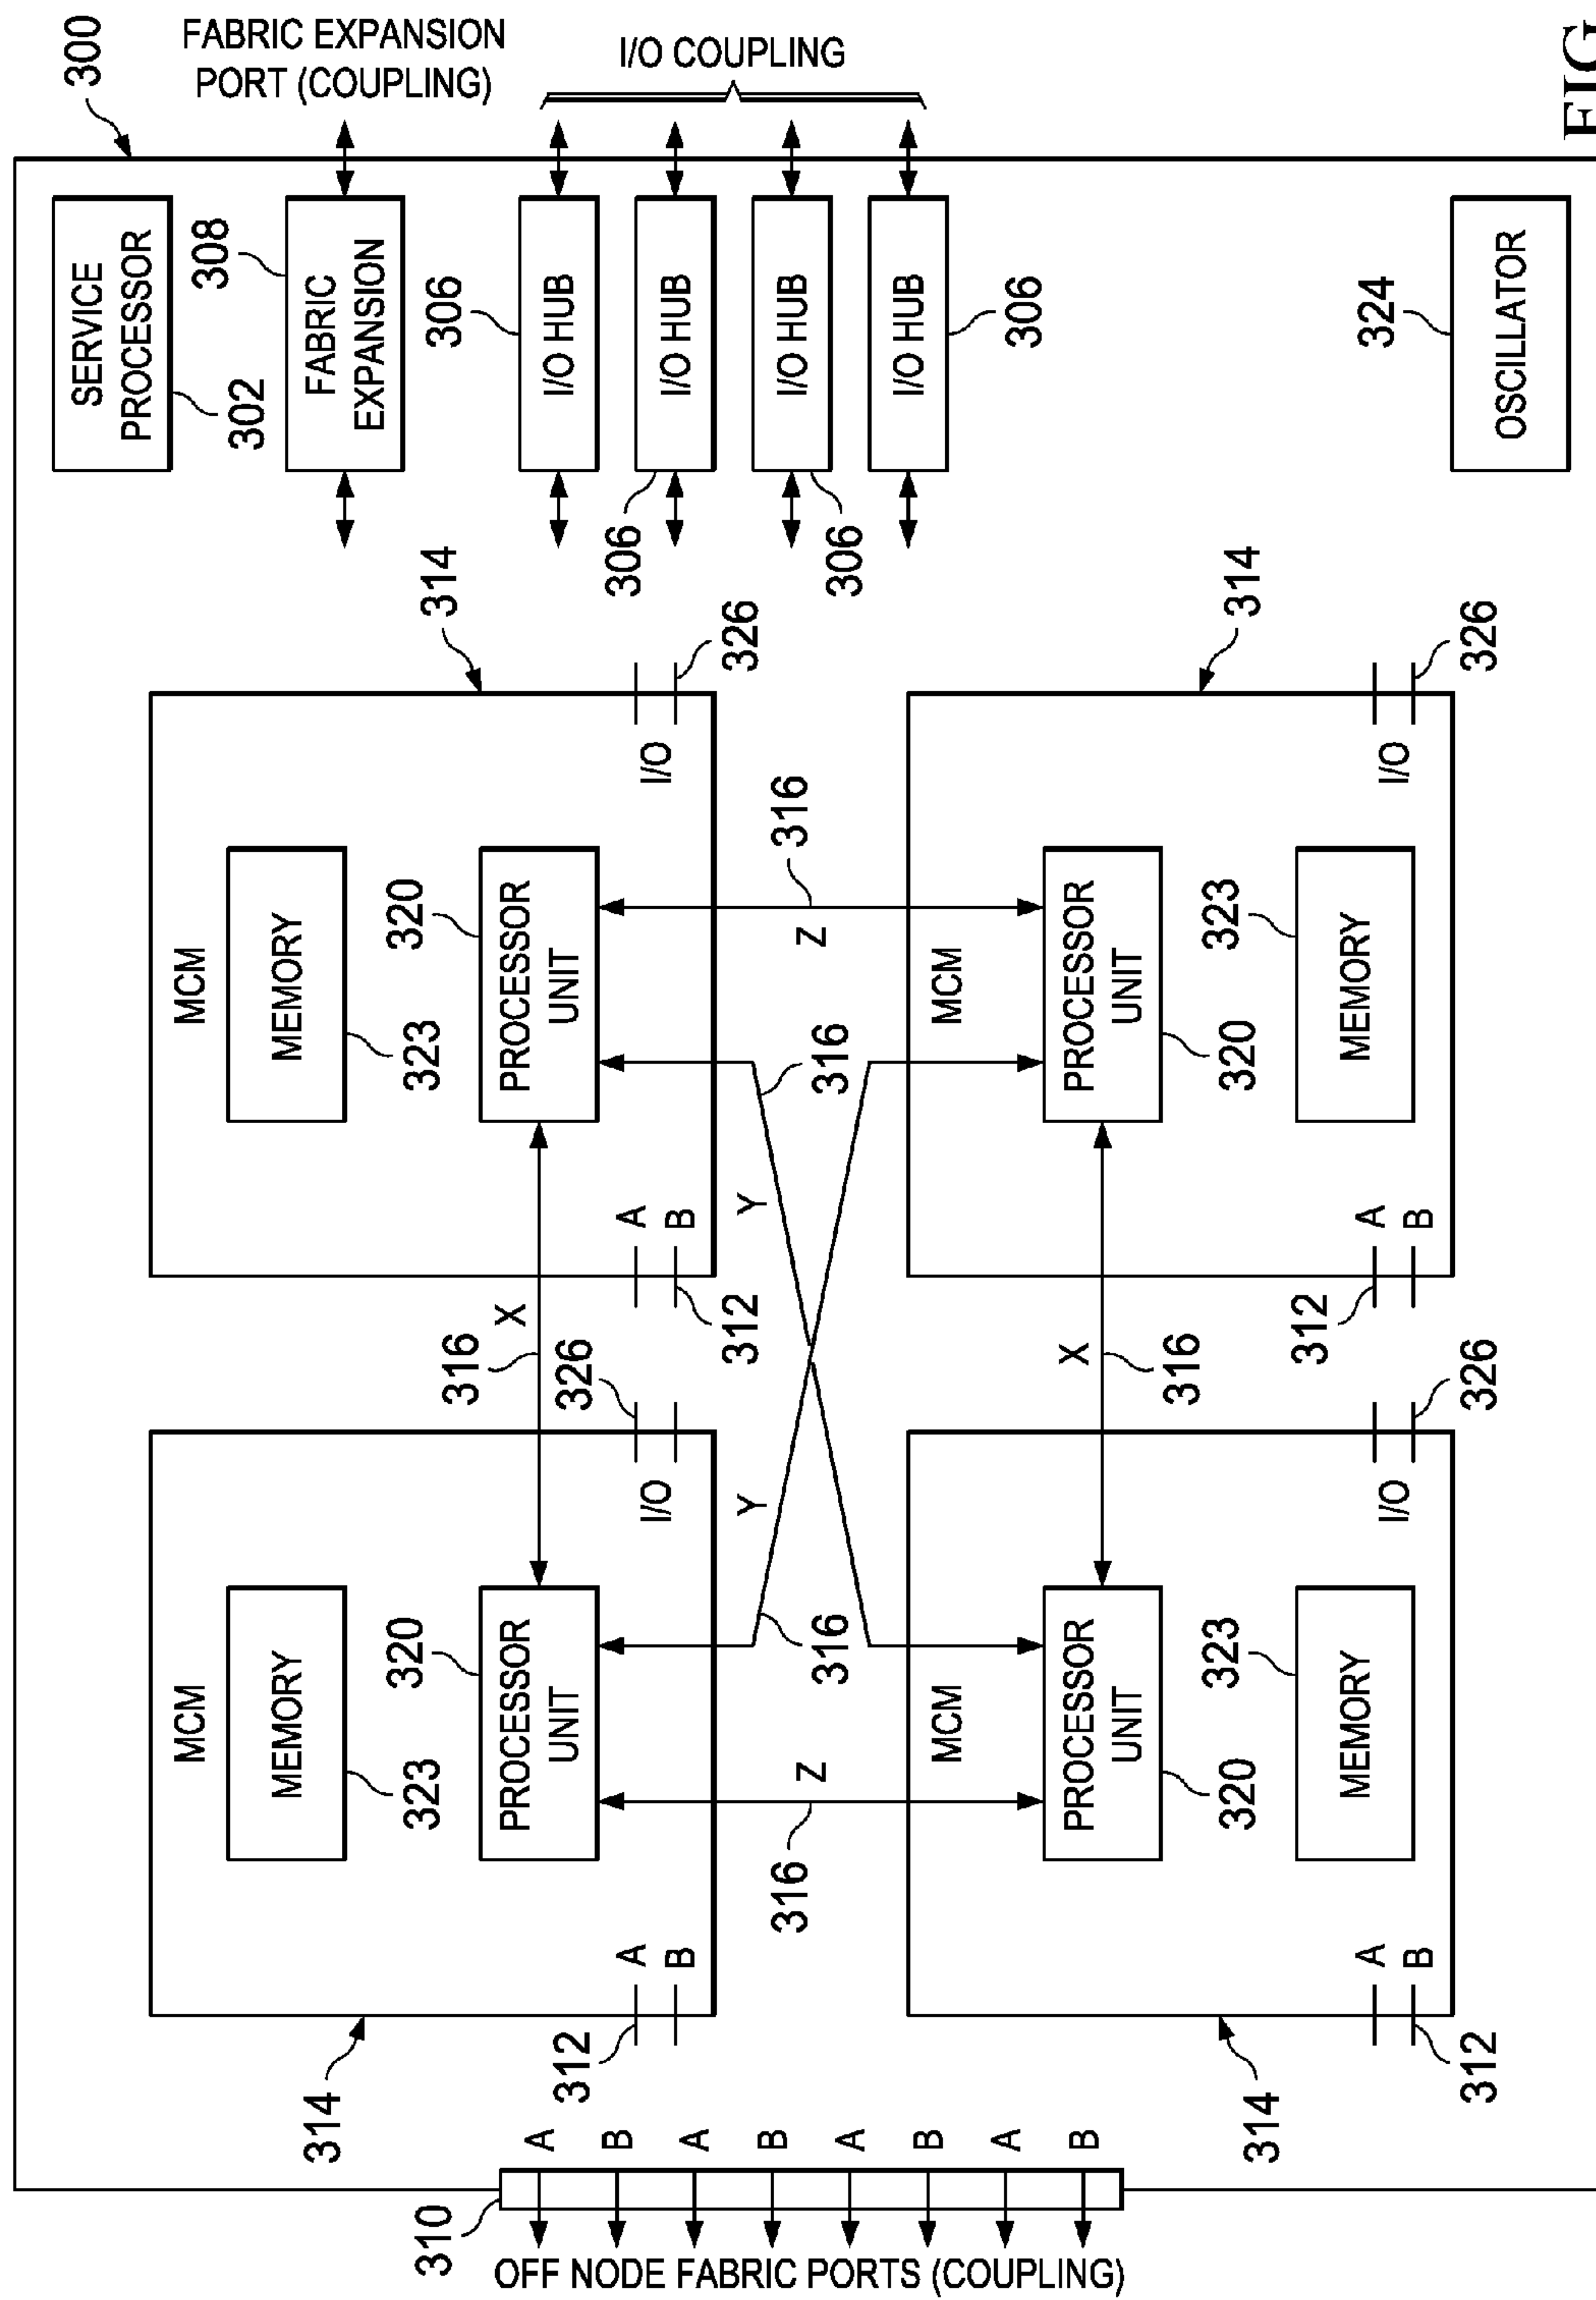 300
FABRIC EXPANSION
PORT (COUPLING)
I/O COUPLING
SERVICE
PROCESSOR
302
308
FABRIC
EXPANSION
306
I/O HUB
306
I/O HUB
306
I/O HUB
I/O HUB
306
324
OSCILLATOR
314
MCM
MEMORY
323
320
PROCESSOR
UNIT
I/O
326
A
B
312
314
MCM
MEMORY
323
320
PROCESSOR
UNIT
I/O
326
A
B
312
316
X
316
Y
316
Y
316
Z
316
Z
MCM
PROCESSOR
UNIT
320
323
MEMORY
I/O
326
A
B
312
314
MCM
PROCESSOR
UNIT
320
323
MEMORY
I/O
326
A
B
312
314
X
316
310
A
B
A
B
A
B
A
B
OFF NODE FABRIC PORTS (COUPLING)
FIG